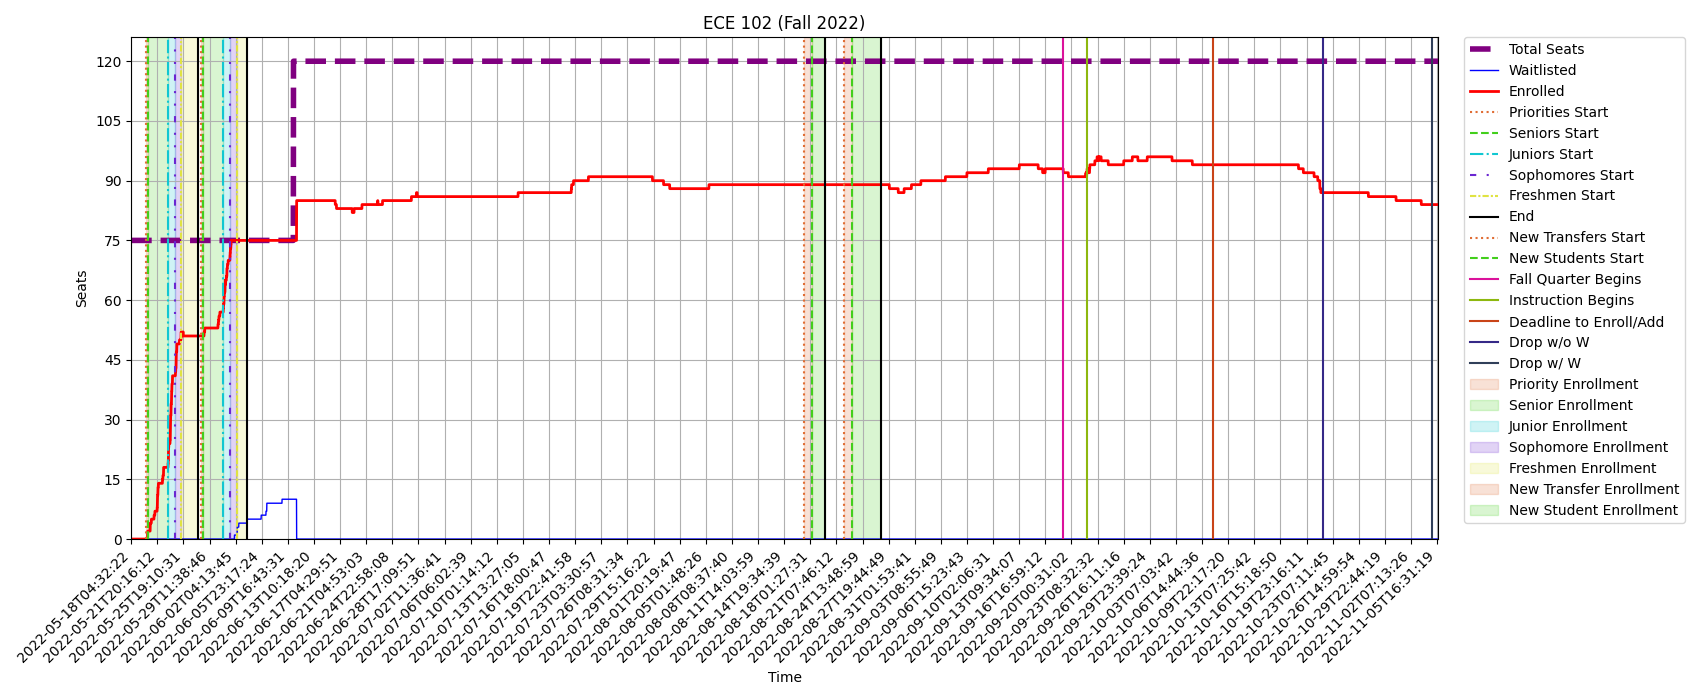 ECE 102 (Fall 2022)
120
105
90
75
60
45
30
15
0
Seats
2022-05-18T04:32:22
2022-05-21T20:16:12
2022-05-25T19:10:31
2022-05-29T11:38:46
2022-06-02T04:13:45
2022-06-05T23:17:24
2022-06-09T16:43:31
2022-06-13T10:18:20
2022-06-17T04:29:51
2022-06-21T04:53:03
2022-06-24T22:58:08
2022-06-28T17:09:51
2022-07-02T11:36:41
2022-07-06T06:02:39
2022-07-10T01:14:12
2022-07-13T13:27:05
2022-07-16T18:00:47
2022-07-19T22:41:58
2022-07-23T03:30:57
2022-07-26T08:31:34
2022-07-29T15:16:22
2022-08-01T20:19:47
2022-08-05T01:48:26
2022-08-08T08:37:40
2022-08-11T14:03:59
2022-08-14T19:34:39
2022-08-18T01:27:31
2022-08-21T07:46:12
2022-08-24T13:48:59
2022-08-27T19:44:49
2022-08-31T01:53:41
2022-09-03T08:55:49
2022-09-06T15:23:43
2022-09-10T02:06:31
2022-09-13T09:34:07
2022-09-16T16:59:12
2022-09-20T00:31:02
2022-09-23T08:32:32
2022-09-26T16:11:16
2022-09-29T23:39:24
2022-10-03T07:03:42
2022-10-06T14:44:36
2022-10-09T22:17:20
2022-10-13T07:25:42
2022-10-16T15:18:50
2022-10-19T23:16:11
2022-10-23T07:11:45
2022-10-26T14:59:54
2022-10-29T22:44:19
2022-11-02T07:13:26
2022-11-05T16:31:19
Time
Total Seats
Waitlisted
Enrolled
Priorities Start
Seniors Start
Juniors Start
Sophomores Start
Freshmen Start
End
New Transfers Start
New Students Start
Fall Quarter Begins
Instruction Begins
Deadline to Enroll/Add
Drop w/o W
Drop w/ W
Priority Enrollment
Senior Enrollment
Junior Enrollment
Sophomore Enrollment
Freshmen Enrollment
New Transfer Enrollment
New Student Enrollment